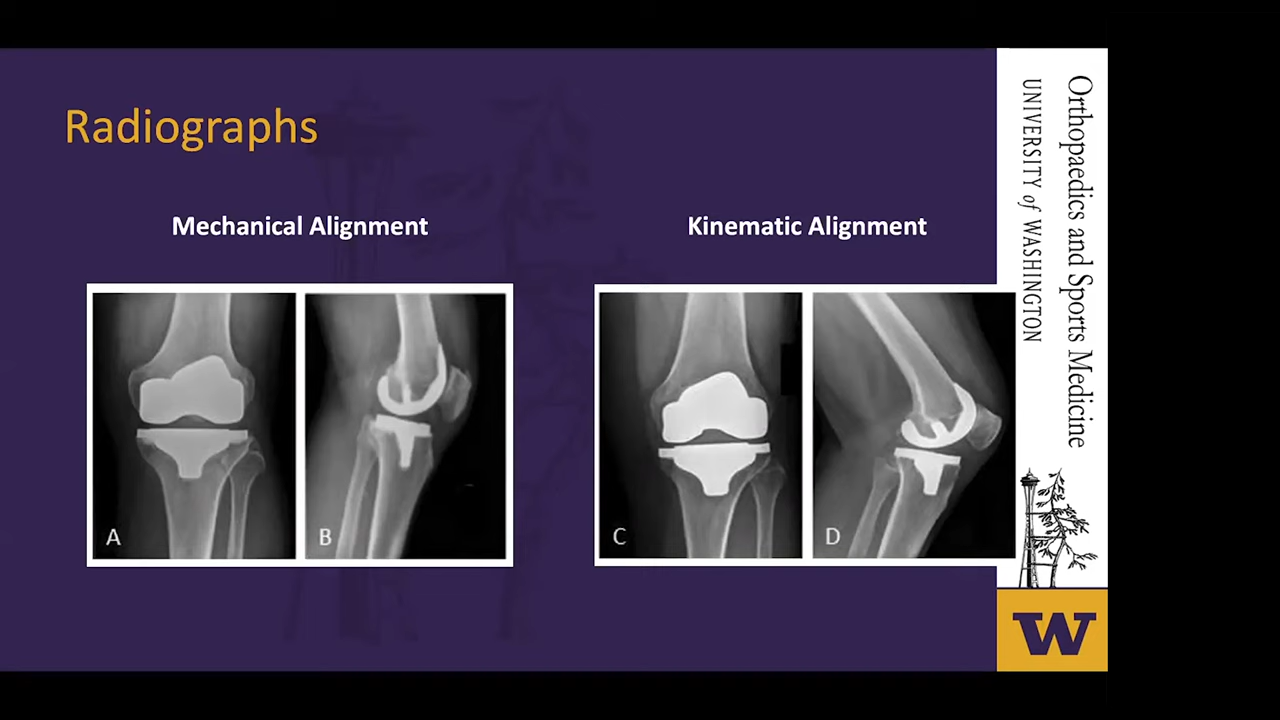 Radiographs
Mechanical Alignment
Kinematic Alignment
A
B
C
D
Orthopaedics and Sports Medicine
UNIVERSITY of WASHINGTON
W